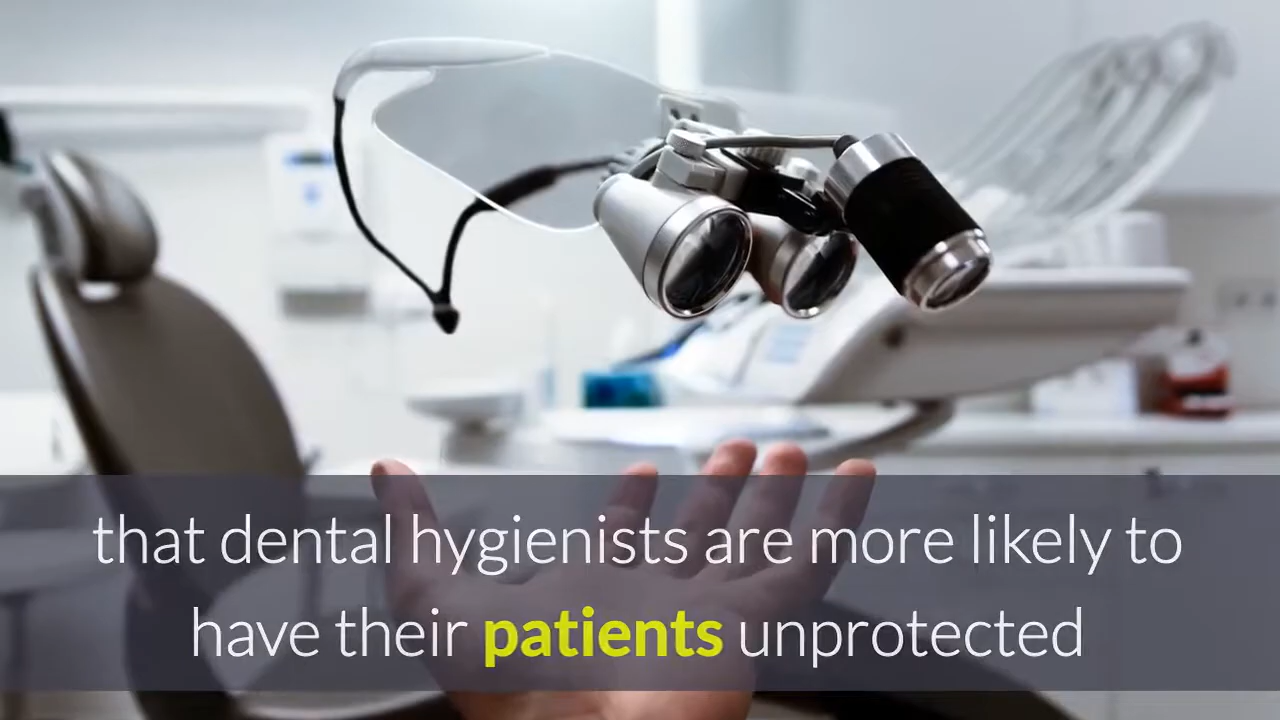 that dental hygienists are more likely to
have their patients unprotected